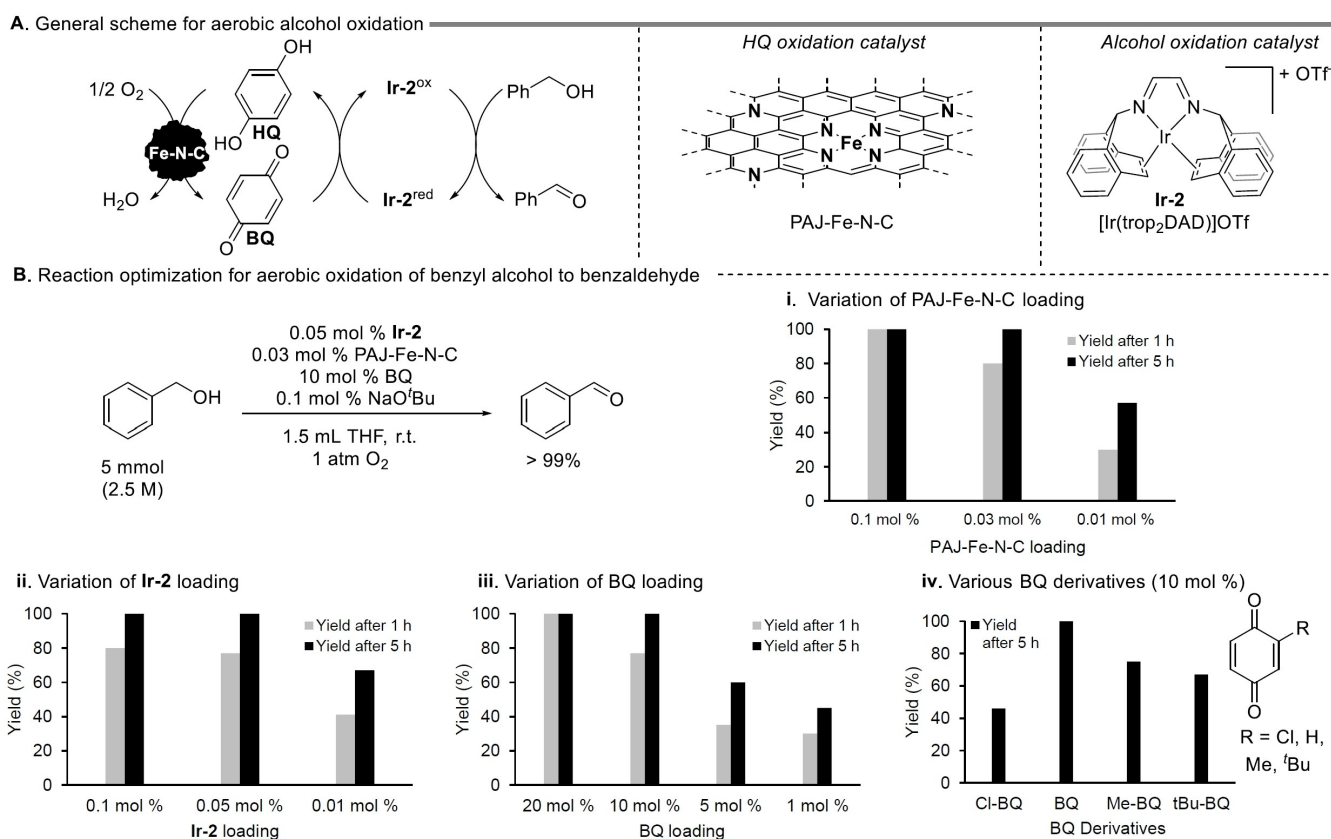 A. General scheme for aerobic alcohol oxidation
1/2 O2
OH
HO
HQ
Fe-N-C
H2O
O
O
BQ
Ir-2ox
Ir-2red
Ph
OH
Ph
O
HQ oxidation catalyst
N
N
N
N
Fe
N
N
N
PAJ-Fe-N-C
Alcohol oxidation catalyst
+ OTf-
N
N
Ir
Ir-2
[Ir(trop2DAD)]OTf
B. Reaction optimization for aerobic oxidation of benzyl alcohol to benzaldehyde
OH
5 mmol
(2.5 M)
0.05 mol % Ir-2
0.03 mol % PAJ-Fe-N-C
10 mol % BQ
0.1 mol % NaOtBu
1.5 mL THF, r.t.
1 atm O2
O
> 99%
i. Variation of PAJ-Fe-N-C loading
Yield after 1 h
Yield after 5 h
Yield (%)
100
80
60
40
20
0
0.1 mol % 0.03 mol % 0.01 mol %
PAJ-Fe-N-C loading
ii. Variation of Ir-2 loading
Yield after 1 h
Yield after 5 h
Yield (%)
100
80
60
40
20
0
0.1 mol % 0.05 mol % 0.01 mol %
Ir-2 loading
iii. Variation of BQ loading
Yield after 1 h
Yield after 5 h
Yield (%)
100
80
60
40
20
0
20 mol % 10 mol % 5 mol % 1 mol %
BQ loading
iv. Various BQ derivatives (10 mol %)
Yield
after 5 h
Yield (%)
100
80
60
40
20
0
Cl-BQ BQ Me-BQ tBu-BQ
BQ Derivatives
O
R
O
R = Cl, H,
Me, tBu